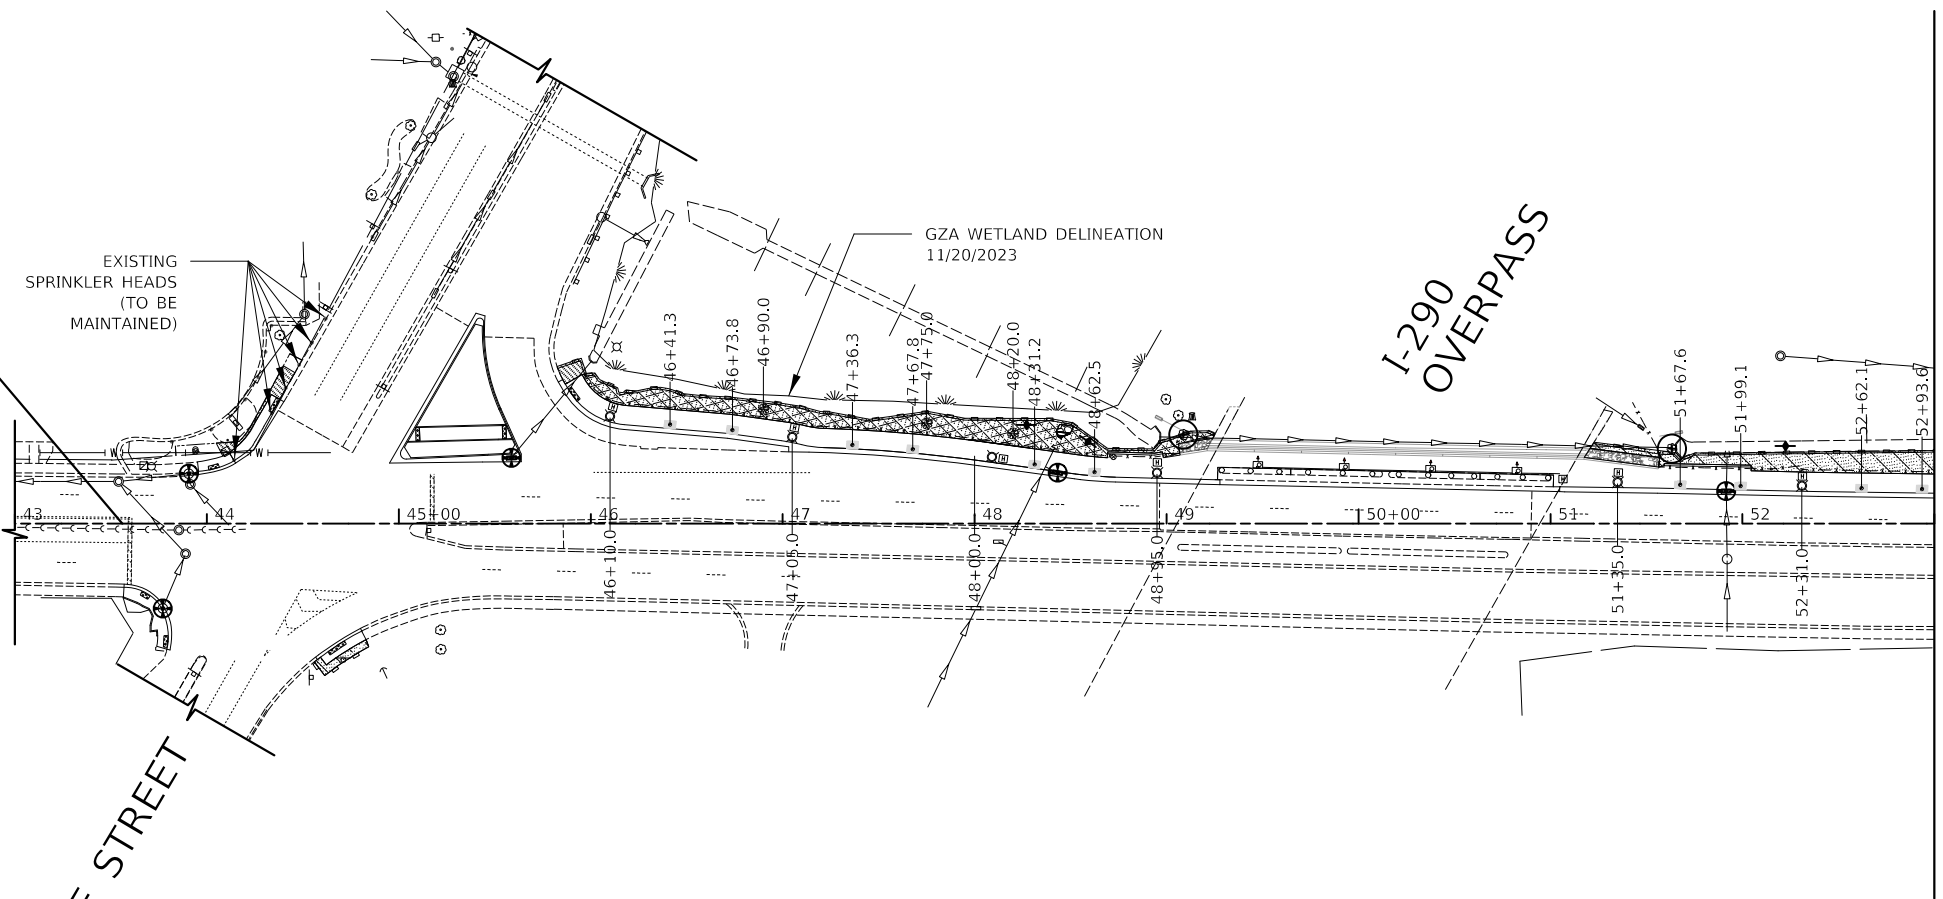 GZA WETLAND DELINEATION
11/20/2023
EXISTING
SPRINKLER HEADS
(TO BE
MAINTAINED)
I-290
OVERPASS
46+41.3
46+73.8
46+90.0
47+36.3
47+67.8
47+75.0
48+20.0
48+31.2
48+62.5
51+67.6
51+99.1
52+62.1
52+93.6
W
W
H
H
H
H
H
H
43
44
45+00
46
47
48
49
50+00
51
52
46+10.0
47+05.0
48+00.0
48+95.0
51+35.0
52+31.0
STREET